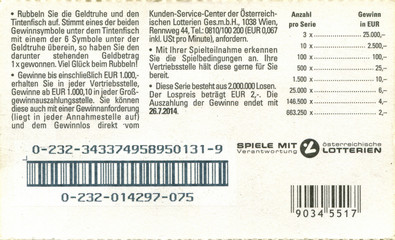 • Rubbeln Sie die Geldtruhe und den
Tintenfisch auf. Stimmt eines der beiden
Gewinnsymbole unter dem Tintenfisch
mit einem der 6 Symbole unter der
Geldtruhe überein, so haben Sie den
darunter stehenden Geldbetrag
1 x gewonnen. Viel Glück beim Rubbeln!
• Gewinne bis einschließlich EUR 1.000,-
erhalten Sie in jeder Vertriebsstelle,
Gewinne ab EUR 1.000,10 in jeder Groß-
gewinnauszahlungsstelle. Sie können
diese auch mit einer Gewinnanforderung
(liegt in jeder Annahmestelle auf)
und dem Gewinnlos direkt vom
Kunden-Service-Center der Österreich-
ischen Lotterien Ges.m.b.H., 1038 Wien,
Rennweg 44, Tel.: 0810/100 200 (EUR 0,067
inkl. USt pro Minute), anfordern.
• Mit Ihrer Spielteilnahme erkennen
Sie die Spielbedingungen an. Ihre
Vertriebsstelle hält diese gerne für Sie
bereit.
• Diese Serie besteht aus 2.000.000 Losen.
Der Lospreis beträgt EUR 2,-. Die
Auszahlung der Gewinne endet mit
26.7.2014.
Anzahl pro Serie Gewinn in EUR
3 x 25.000,-
10 x 2.500,-
100 x 100,-
500 x 25,-
1.500 x 10,-
25.000 x 6,-
148.500 x 4,-
663.250 x 2,-
0-232-3433374958950131-9
0-232-014297-075
SPIELE MIT
Verantwortung
österreichische
LOTTERIEN
9034 5517